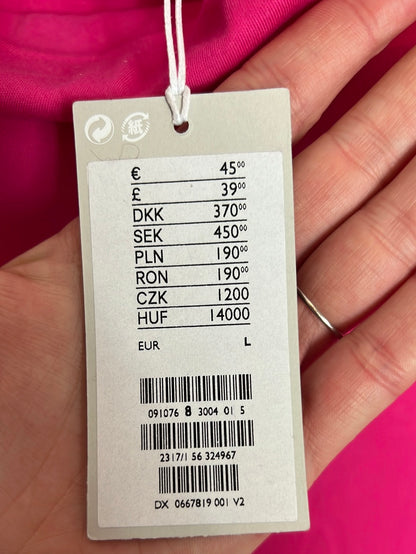 紙
€ 45⁰⁰
£ 39⁰⁰
DKK 370⁰⁰
SEK 450⁰⁰
PLN 190⁰⁰
RON 190⁰⁰
CZK 1200
HUF 14000
EUR L
091076 8 3004 01 5
2317/1 56 324967
DX 0667819 001 V2